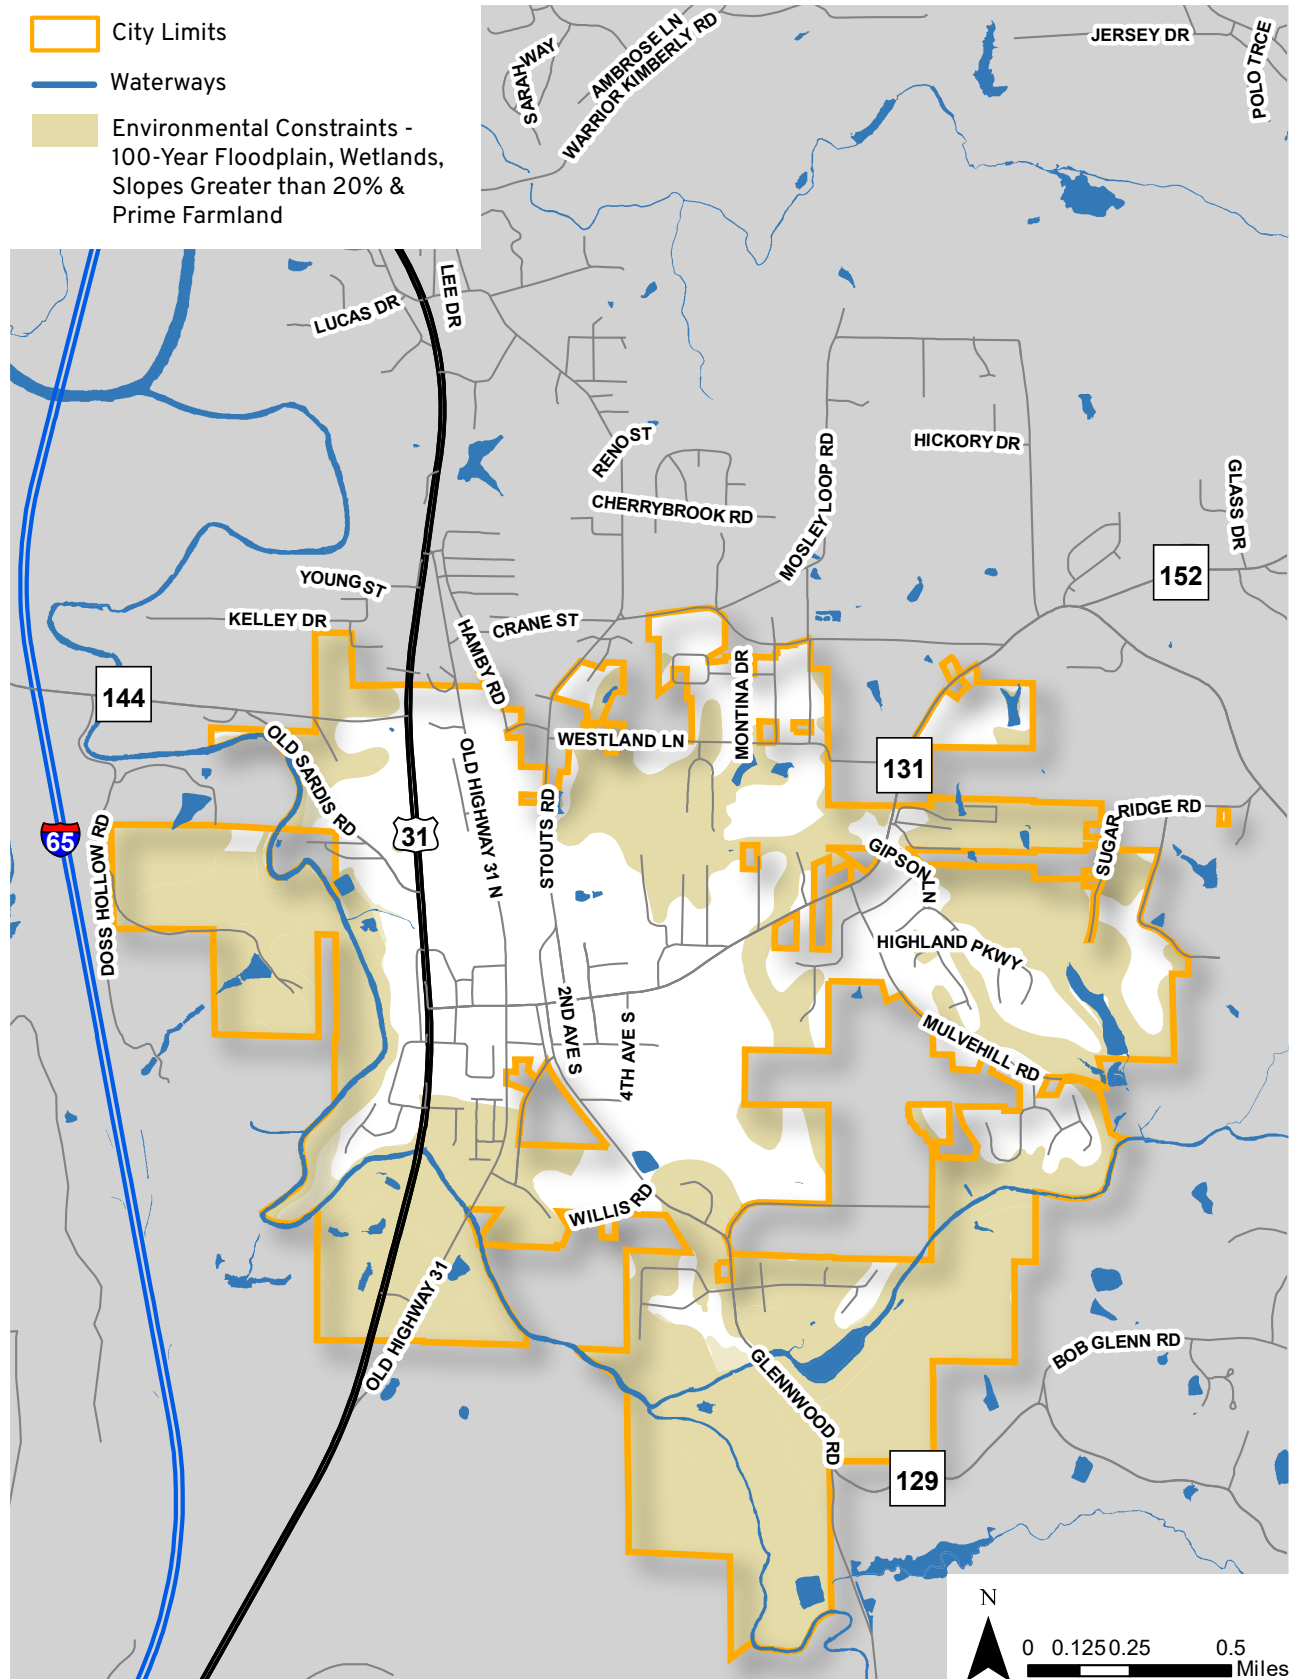 City Limits
Waterways
Environmental Constraints -
100-Year Floodplain, Wetlands,
Slopes Greater than 20% &
Prime Farmland
SARAH WAY
AMBROSE LN
WARRIOR KIMBERLY RD
JERSEY DR
POLO TRCE
LEE DR
LUCAS DR
RENO ST
CHERRYBROOK RD
MOSLEY LOOP RD
HICKORY DR
GLASS DR
152
YOUNG ST
KELLEY DR
HAMBY RD
CRANE ST
144
OLD SARDIS RD
WESTLAND LN
MONTINA DR
131
OLD HIGHWAY 31 N
STOUTS RD
31
65
DOSS HOLLOW RD
GIPSON LN
SUGAR RIDGE RD
HIGHLAND PKWY
2ND AVE S
4TH AVE S
MULVEHILL RD
WILLIS RD
OLD HIGHWAY 31
GLENNWOOD RD
BOB GLENN RD
129
N
0 0.125 0.25 0.5
Miles